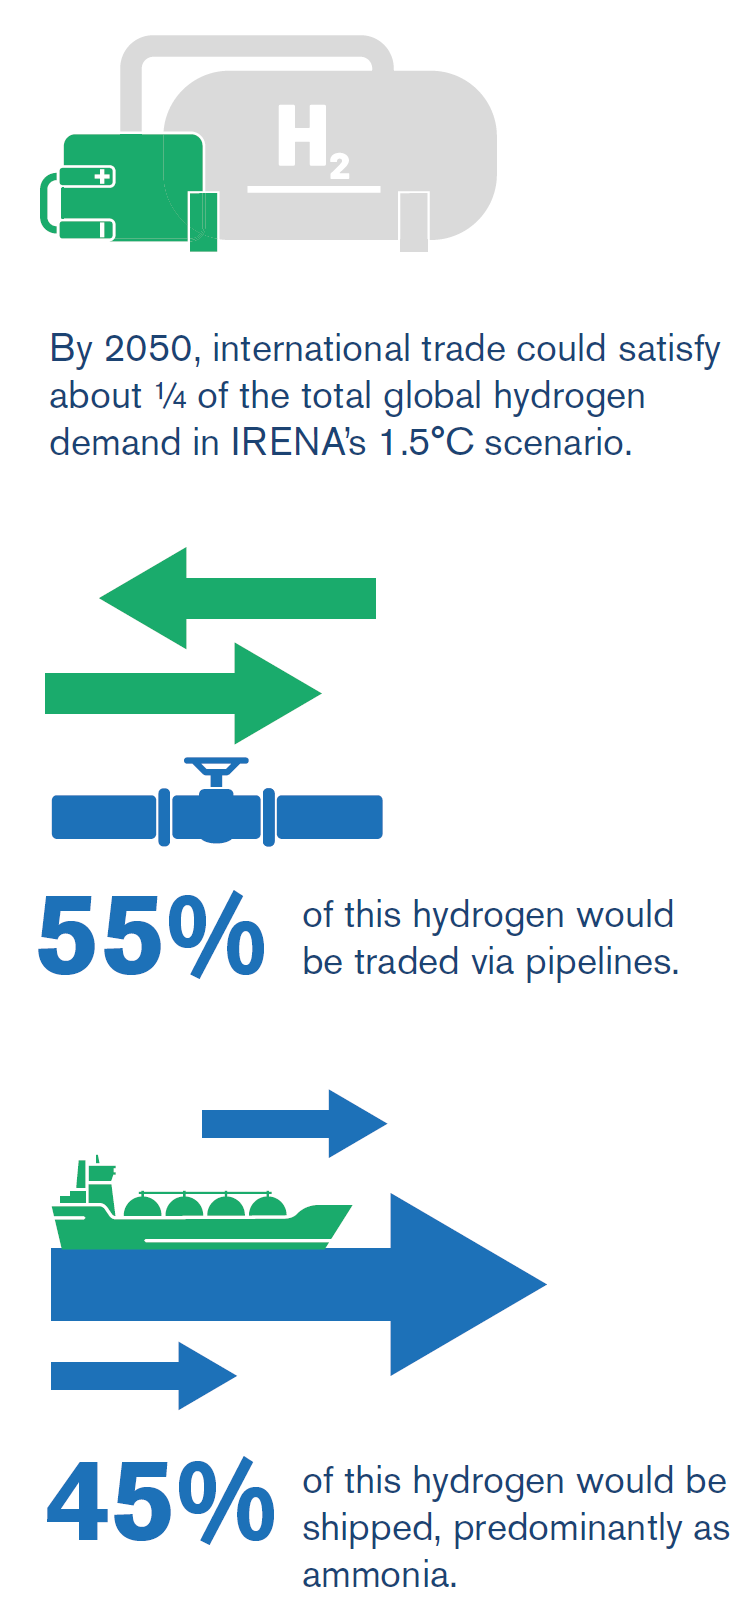 H2
By 2050, international trade could satisfy
about ¼ of the total global hydrogen
demand in IRENA’s 1.5°C scenario.
55%
of this hydrogen would
be traded via pipelines.
45%
of this hydrogen would be
shipped, predominantly as
ammonia.